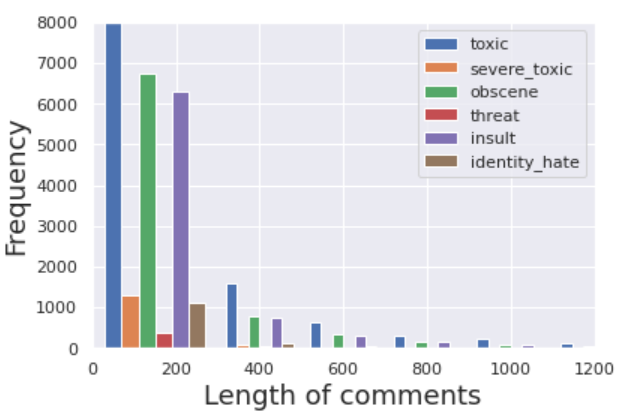 8000
7000
6000
5000
4000
3000
2000
1000
0
Frequency
toxic
severe_toxic
obscene
threat
insult
identity_hate
0 200 400 600 800 1000 1200
Length of comments